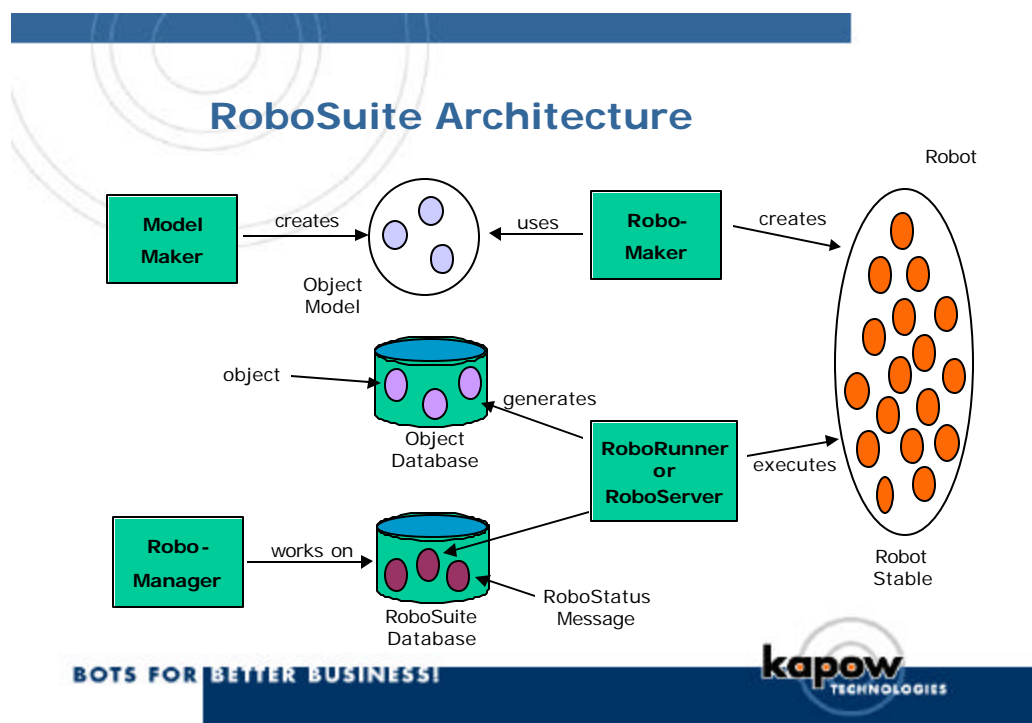 RoboSuite Architecture
Robot
Model
Maker
creates
Object
Model
uses
Robo-
Maker
creates
object
Object
Database
generates
RoboRunner
or
RoboServer
executes
Robot
Stable
Robo-
Manager
works on
RoboSuite
Database
RoboStatus
Message
BOTS FOR BETTER BUSINESS!
kapow
TECHNOLOGIES